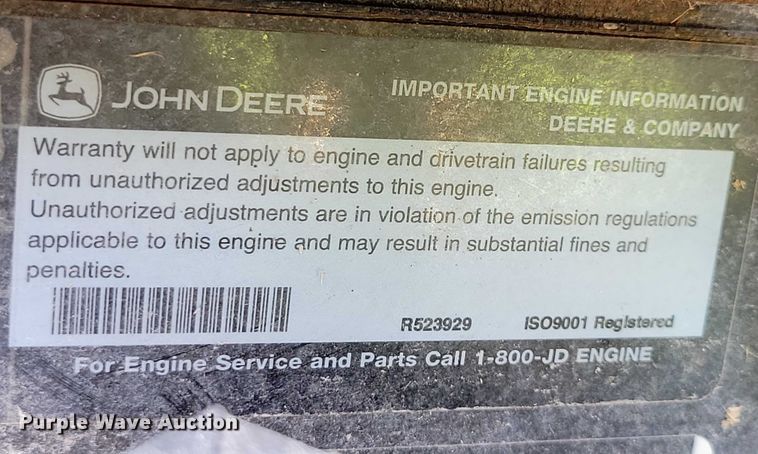 JOHN DEERE
IMPORTANT ENGINE INFORMATION
DEERE & COMPANY
Warranty will not apply to engine and drivetrain failures resulting
from unauthorized adjustments to this engine.
Unauthorized adjustments are in violation of the emission regulations
applicable to this engine and may result in substantial fines and
penalties.
R523929 ISO9001 Registered
For Engine Service and Parts Call 1-800-JD ENGINE
Purple Wave Auction